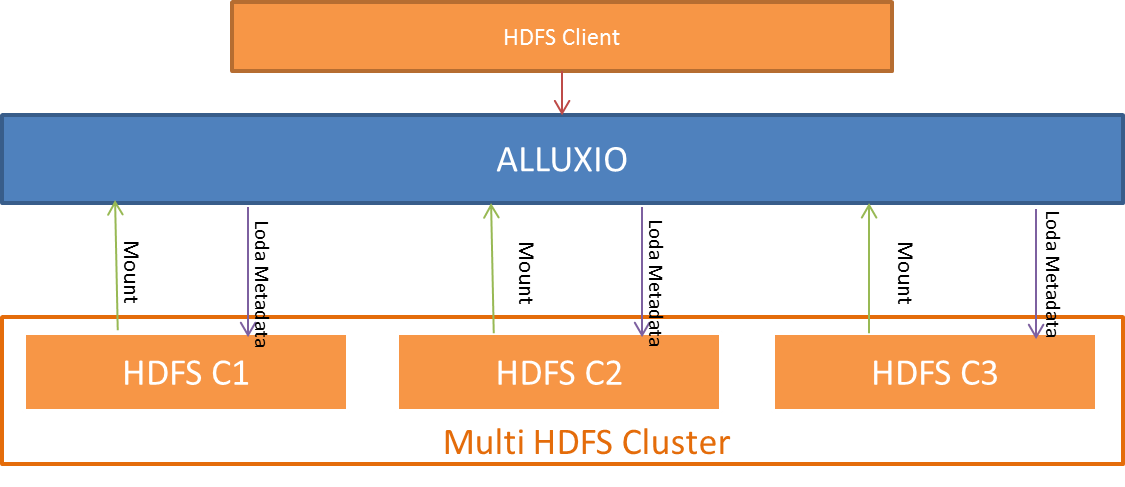 HDFS Client
ALLUXIO
Mount
Loda Metadata
Mount
Loda Metadata
Mount
Loda Metadata
HDFS C1
HDFS C2
HDFS C3
Multi HDFS Cluster